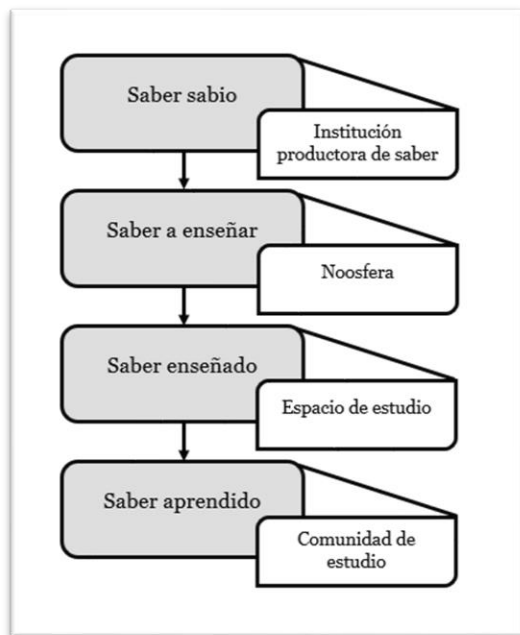 Saber sabio
Institución
productora de saber
Saber a enseñar
Noosfera
Saber enseñado
Espacio de estudio
Saber aprendido
Comunidad de
estudio